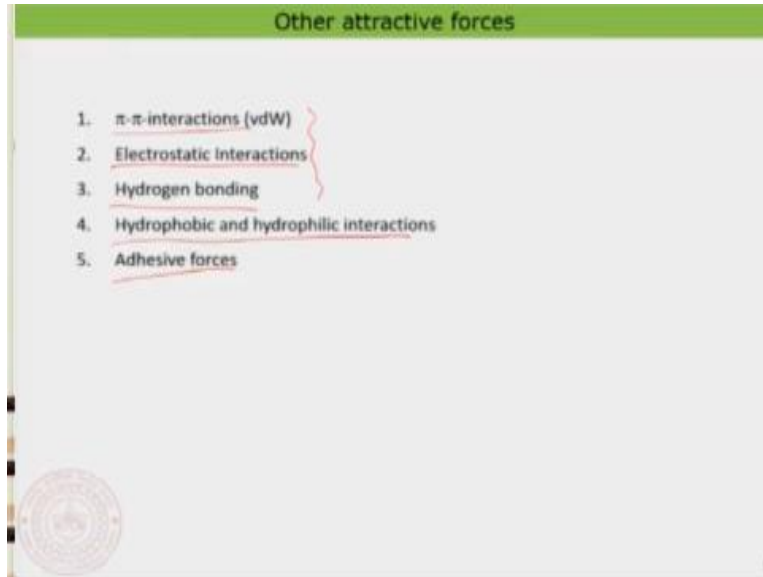 Other attractive forces
1. π-π-interactions (vdW)
2. Electrostatic Interactions
3. Hydrogen bonding
4. Hydrophobic and hydrophilic interactions
5. Adhesive forces